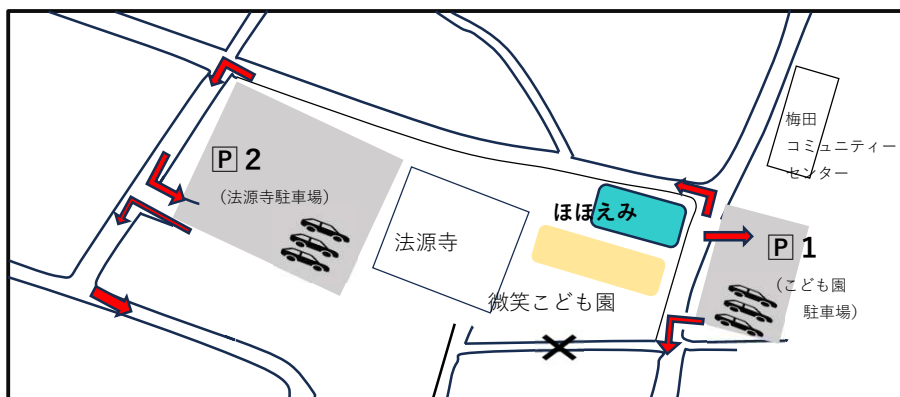 🄿 2
（法源寺駐車場）
法源寺
ほほえみ
微笑こども園
梅田
コミュニティー
センター
🄿 1
（こども園
駐車場）